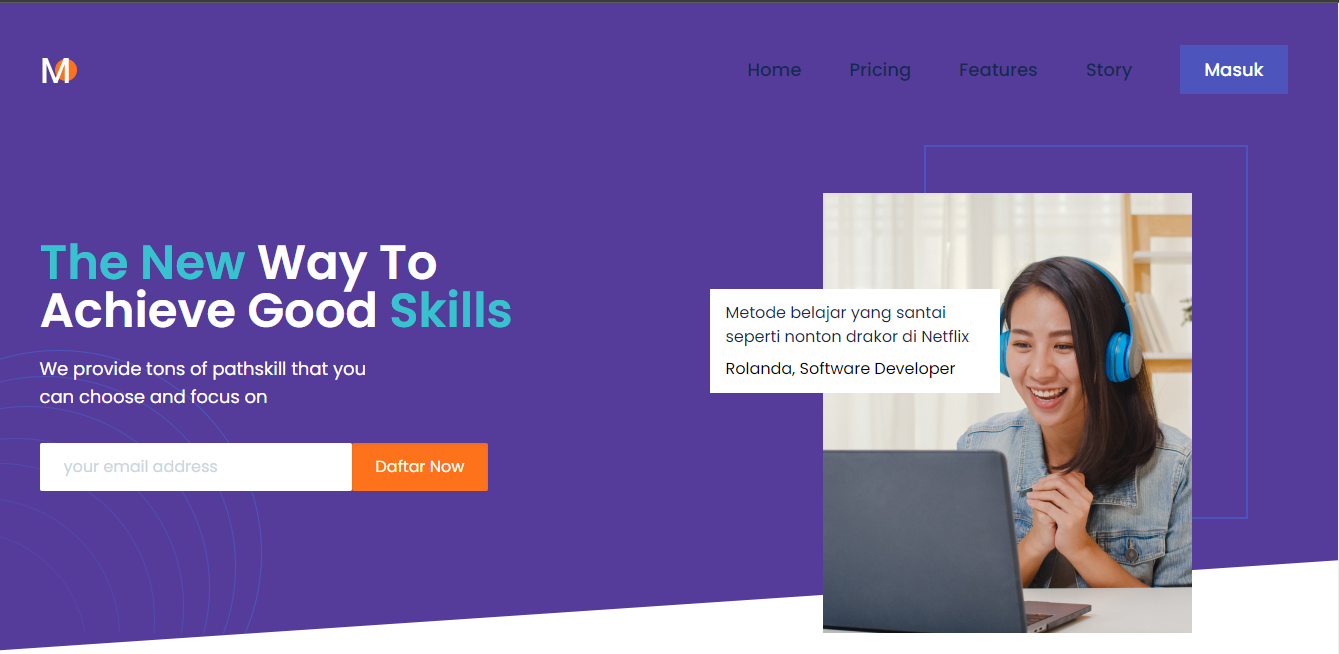 M
Home
Pricing
Features
Story
Masuk
The New Way To
Achieve Good Skills
We provide tons of pathskill that you
can choose and focus on
your email address
Daftar Now
Metode belajar yang santai
seperti nonton drakor di Netflix
Rolanda, Software Developer